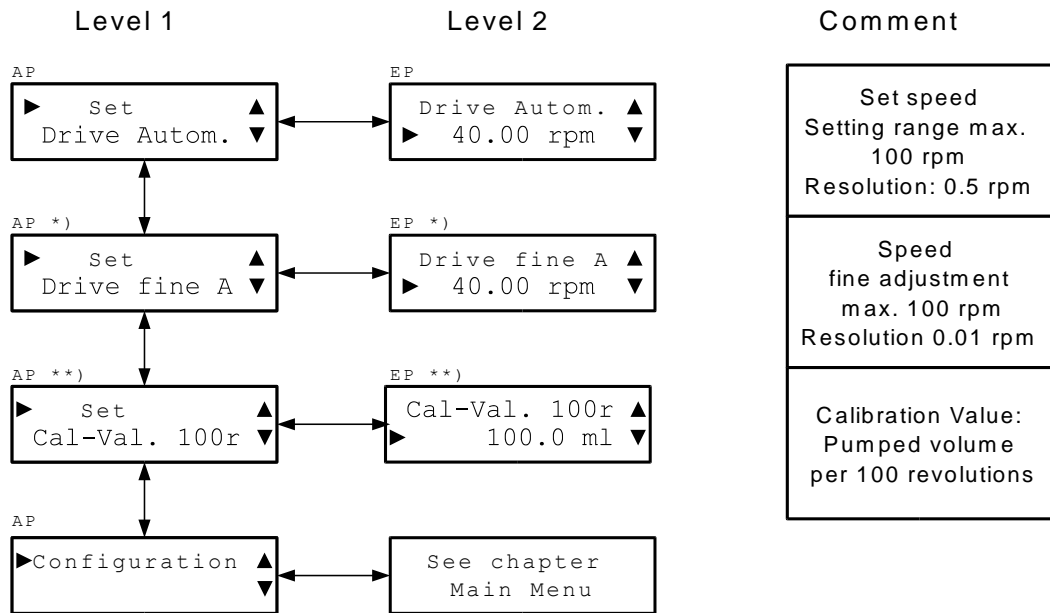 Level 1
Level 2
Comment
AP
► Set ▲
Drive Autom. ▼
EP
Drive Autom. ▲
► 40.00 rpm ▼
Set speed
Setting range max.
100 rpm
Resolution: 0.5 rpm
AP *)
► Set ▲
Drive fine A ▼
EP *)
Drive fine A ▲
► 40.00 rpm ▼
Speed
fine adjustment
max. 100 rpm
Resolution 0.01 rpm
AP **)
► Set ▲
Cal-Val. 100r ▼
EP **)
Cal-Val. 100r ▲
► 100.0 ml ▼
Calibration Value:
Pumped volume
per 100 revolutions
AP
►Configuration ▲
▼
See chapter
Main Menu